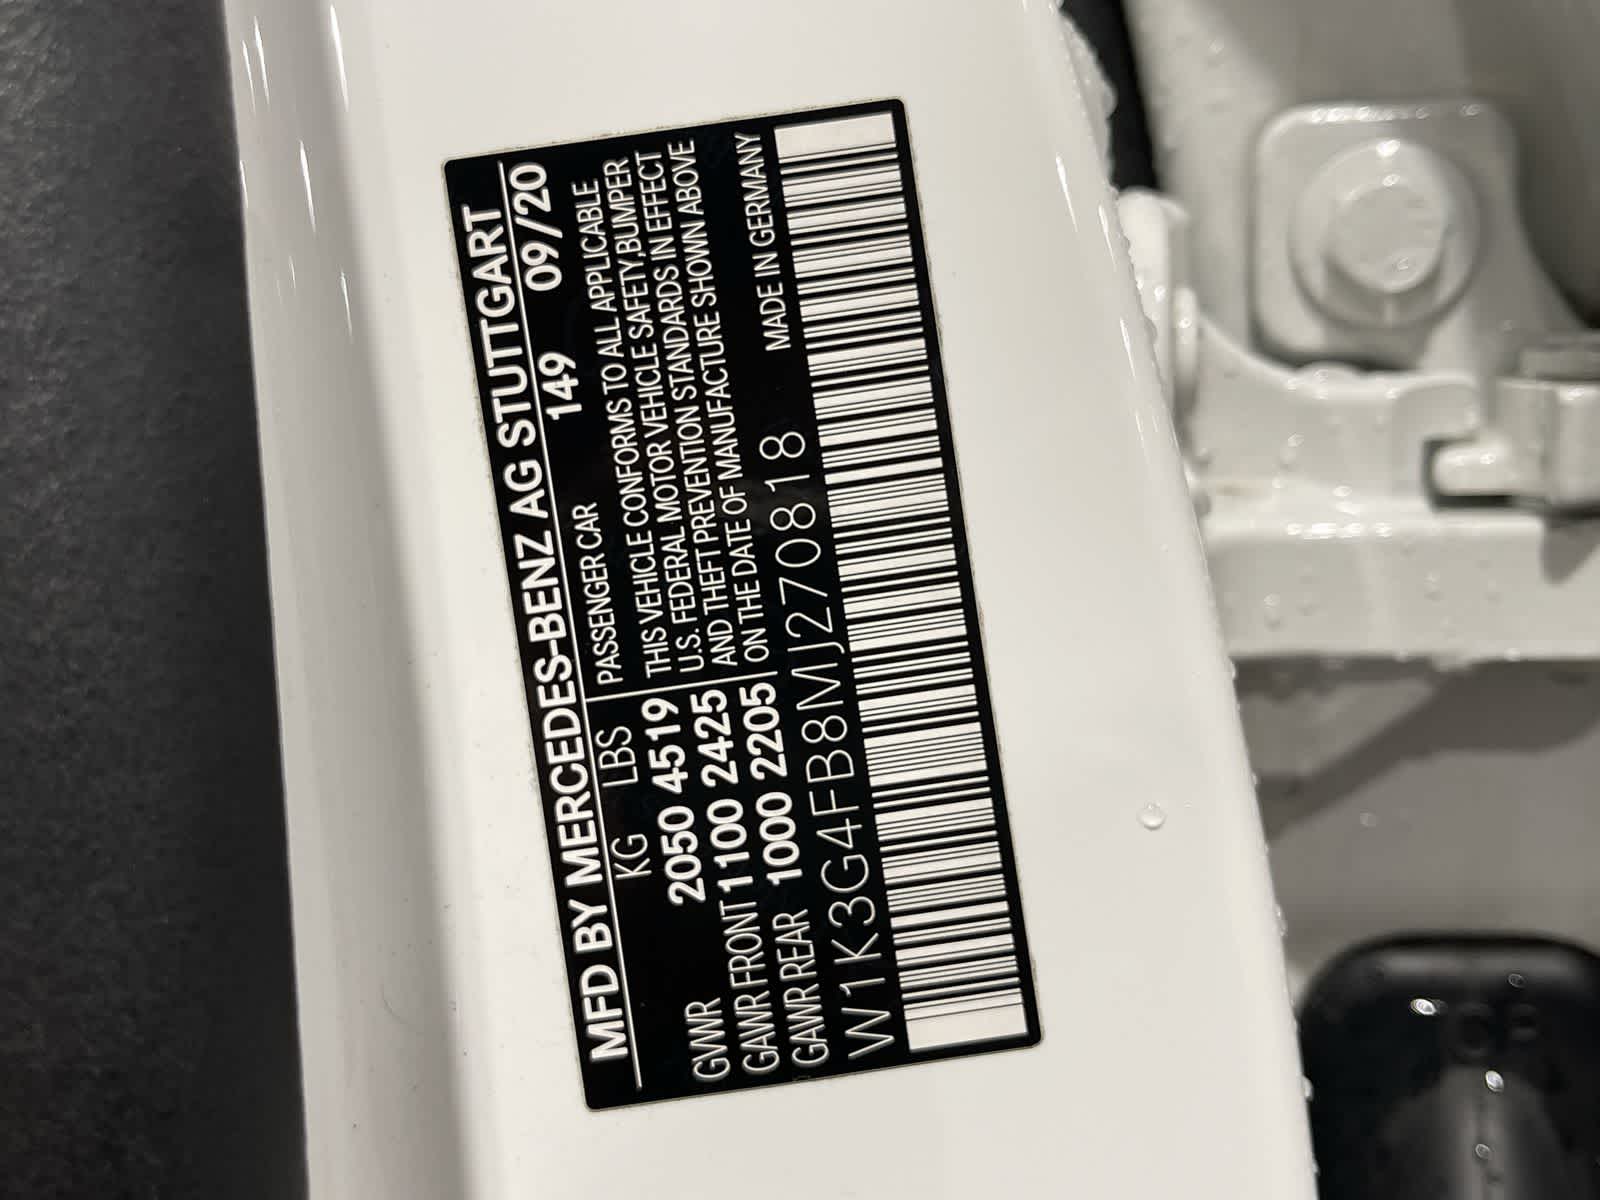 MFD BY MERCEDES-BENZ AG STUTTGART
149 09/20
KG LBS
GVWR 2050 4519
GAWR FRONT 1100 2425
GAWR REAR 1000 2205
PASSENGER CAR
THIS VEHICLE CONFORMS TO ALL APPLICABLE
U.S. FEDERAL MOTOR VEHICLE SAFETY,BUMPER
AND THEFT PREVENTION STANDARDS IN EFFECT
ON THE DATE OF MANUFACTURE SHOWN ABOVE
MADE IN GERMANY
W1K3G4FB8MJ270818